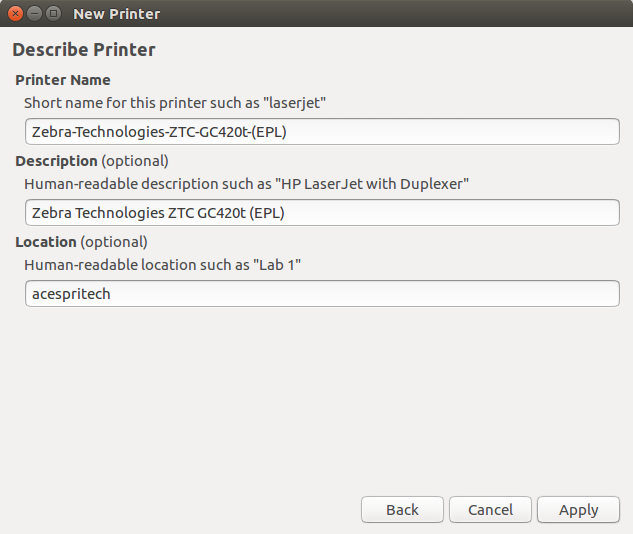 New Printer
Describe Printer
Printer Name
Short name for this printer such as "laserjet"
Zebra-Technologies-ZTC-GC420t-(EPL)
Description (optional)
Human-readable description such as "HP LaserJet with Duplexer"
Zebra Technologies ZTC GC420t (EPL)
Location (optional)
Human-readable location such as "Lab 1"
acespritech
Back Cancel Apply